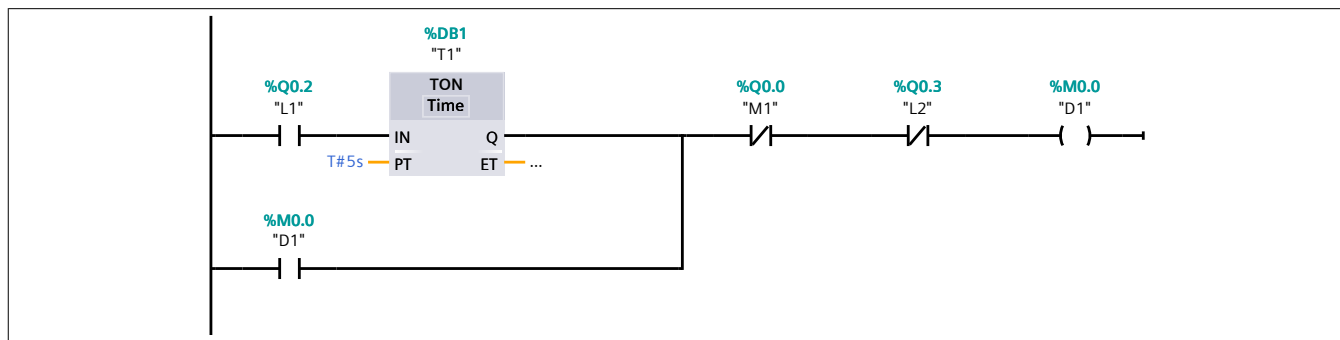 %DB1
"T1"
%Q0.2
"L1"
TON
Time
%Q0.0
"M1"
%Q0.3
"L2"
%M0.0
"D1"
IN
Q
T#5s
PT
ET
...
%M0.0
"D1"